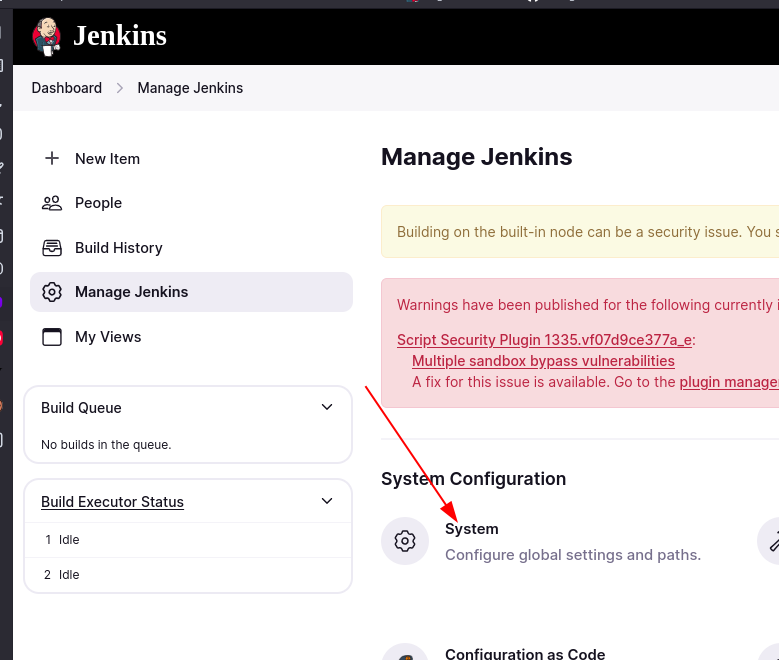 Jenkins
Dashboard > Manage Jenkins
New Item
People
Build History
Manage Jenkins
My Views
Build Queue
No builds in the queue.
Build Executor Status
1 Idle
2 Idle
Manage Jenkins
Building on the built-in node can be a security issue. You s
Warnings have been published for the following currently i
Script Security Plugin 1335.vf07d9ce377a_e:
Multiple sandbox bypass vulnerabilities
A fix for this issue is available. Go to the plugin manage
System Configuration
System
Configure global settings and paths.
Configuration as Code